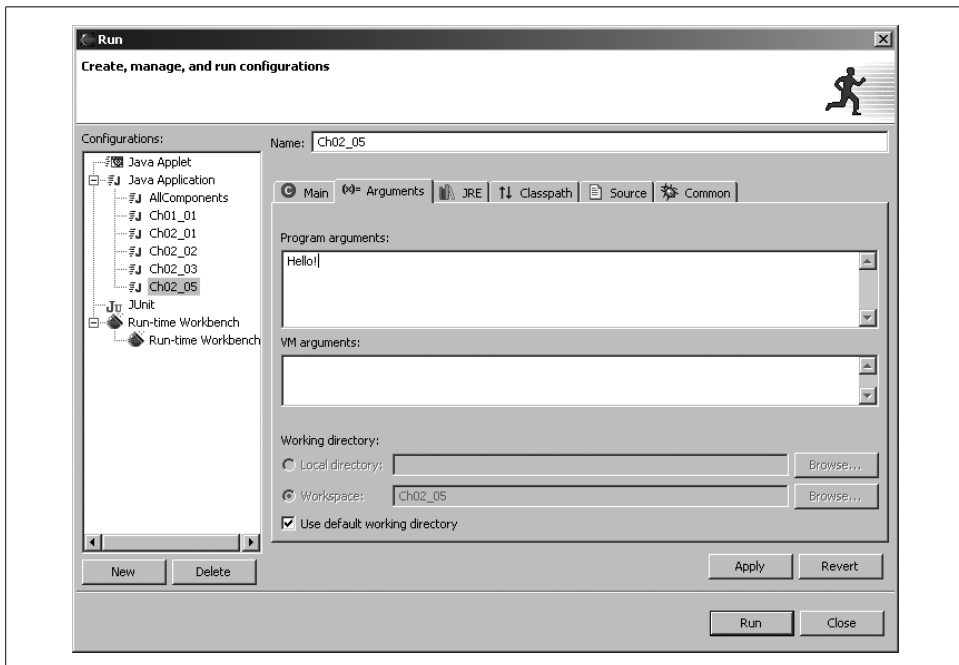 Run
Create, manage, and run configurations
Configurations:
Java Applet
Java Application
AllComponents
Ch01_01
Ch02_01
Ch02_02
Ch02_03
Ch02_05
JUnit
Run-time Workbench
Run-time Workbench
New
Delete
Name: Ch02_05
Main (x)= Arguments JRE Classpath Source Common
Program arguments:
Hello!
VM arguments:
Working directory:
Local directory: Browse...
Workspace: Ch02_05 Browse...
Use default working directory
Apply Revert
Run Close